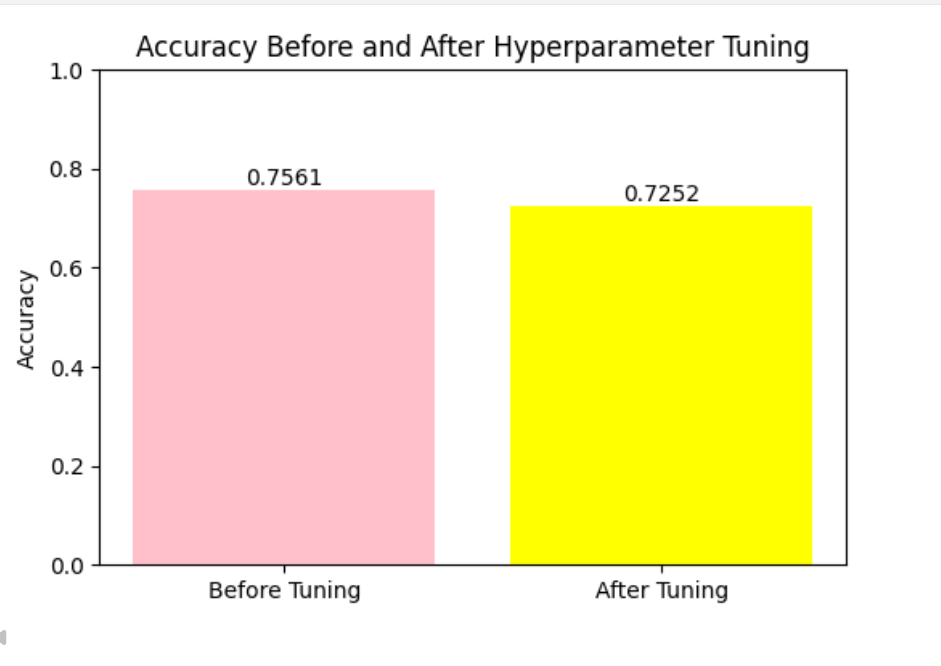 Accuracy Before and After Hyperparameter Tuning
1.0
0.8
0.6
0.4
0.2
0.0
Accuracy
0.7561
0.7252
Before Tuning
After Tuning